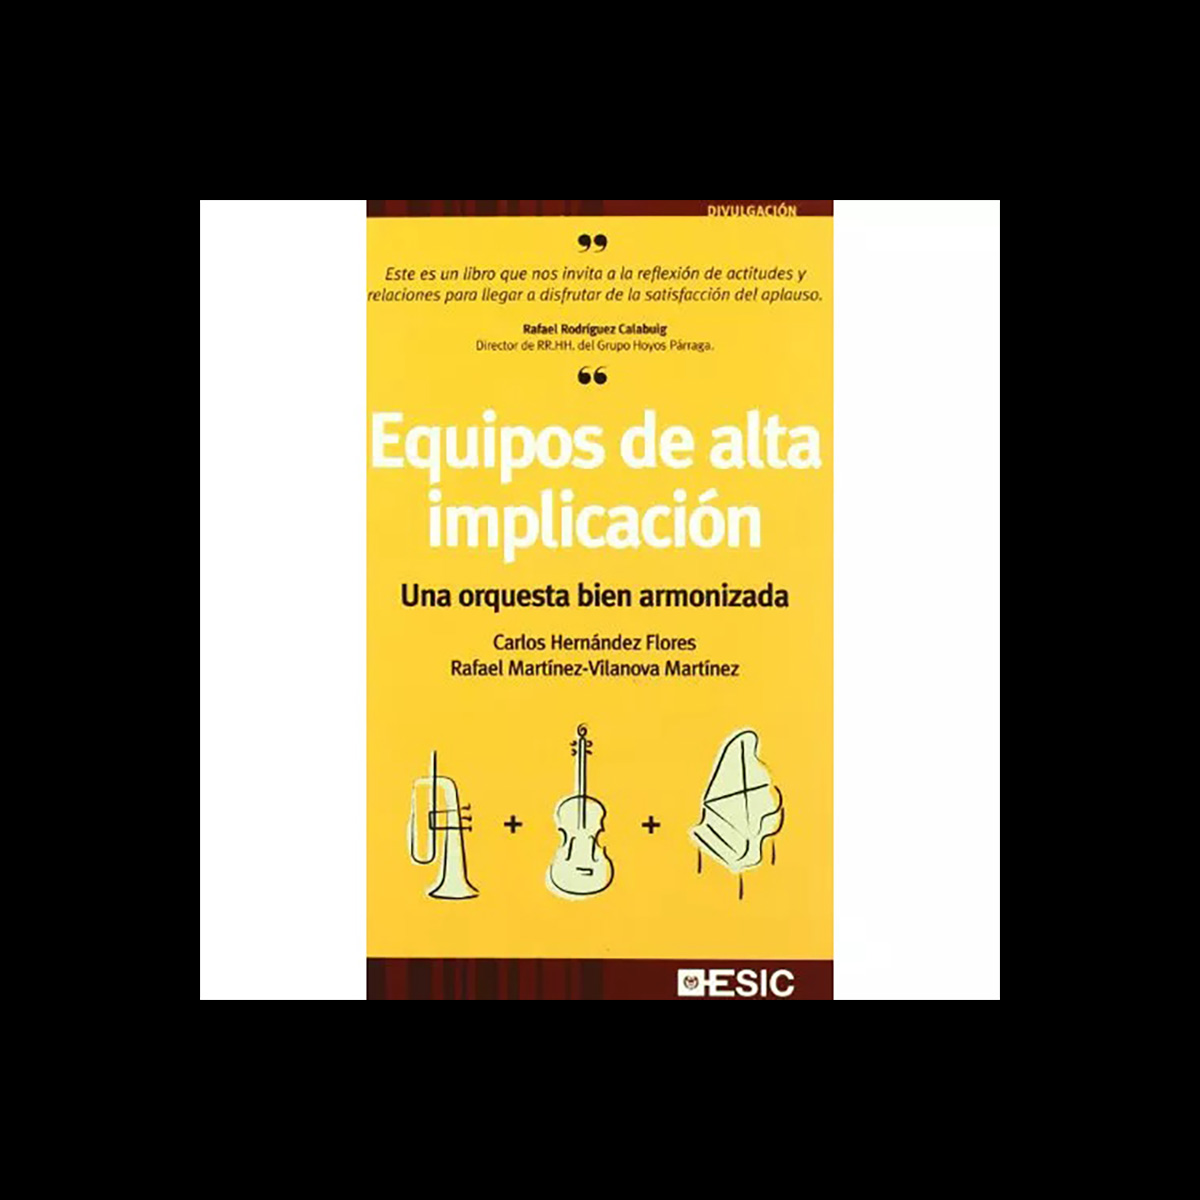 DIVULGACIÓN
”
Este es un libro que nos invita a la reflexión de actitudes y
relaciones para llegar a disfrutar de la satisfacción del aplauso.
Rafael Rodríguez Calabuig
Director de RR.HH. del Grupo Hoyos Párraga.
“
Equipos de alta
implicación
Una orquesta bien armonizada
Carlos Hernández Flores
Rafael Martínez-Vilanova Martínez
+ +
ESIC